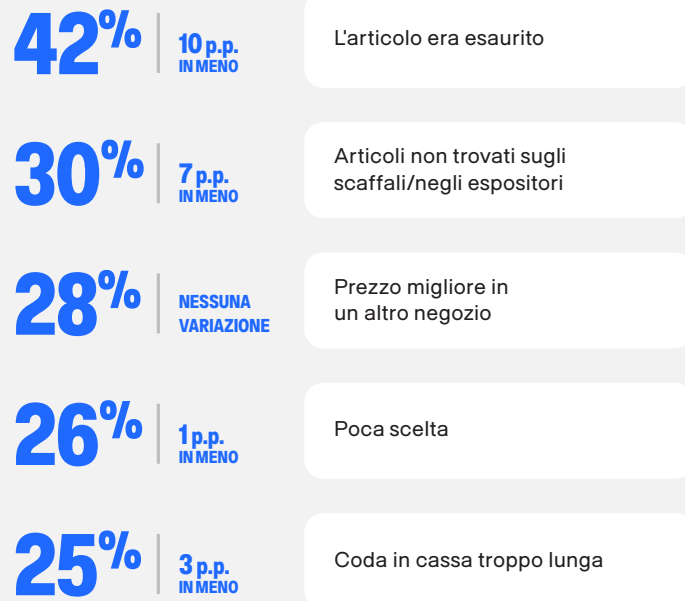 42%
10 p.p.
IN MENO
L'articolo era esaurito
30%
7 p.p.
IN MENO
Articoli non trovati sugli
scaffali/negli espositori
28%
NESSUNA
VARIAZIONE
Prezzo migliore in
un altro negozio
26%
1 p.p.
IN MENO
Poca scelta
25%
3 p.p.
IN MENO
Coda in cassa troppo lunga